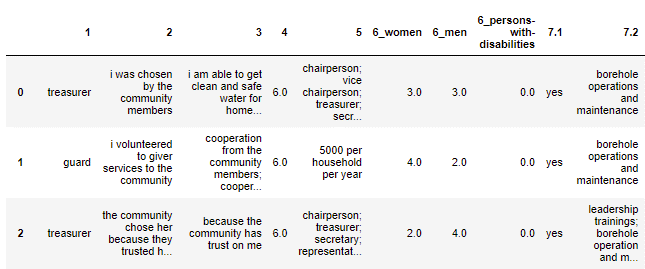 1 2 3 4 5 6_women 6_men 6_persons-with-disabilities 7.1 7.2
0 treasurer i was chosen by the community members i am able to get clean and safe water for home... 6.0 chairperson; vice chairperson; treasurer; secr... 3.0 3.0 0.0 yes borehole operations and maintenance
1 guard i volunteered to giver services to the community cooperation from the community members; cooper... 6.0 5000 per household per year 4.0 2.0 0.0 yes borehole operations and maintenance
2 treasurer the community chose her because they trusted h... because the community has trust on me 6.0 chairperson; treasurer; secretary; representat... 2.0 4.0 0.0 yes leadership trainings; borehole operation and m...